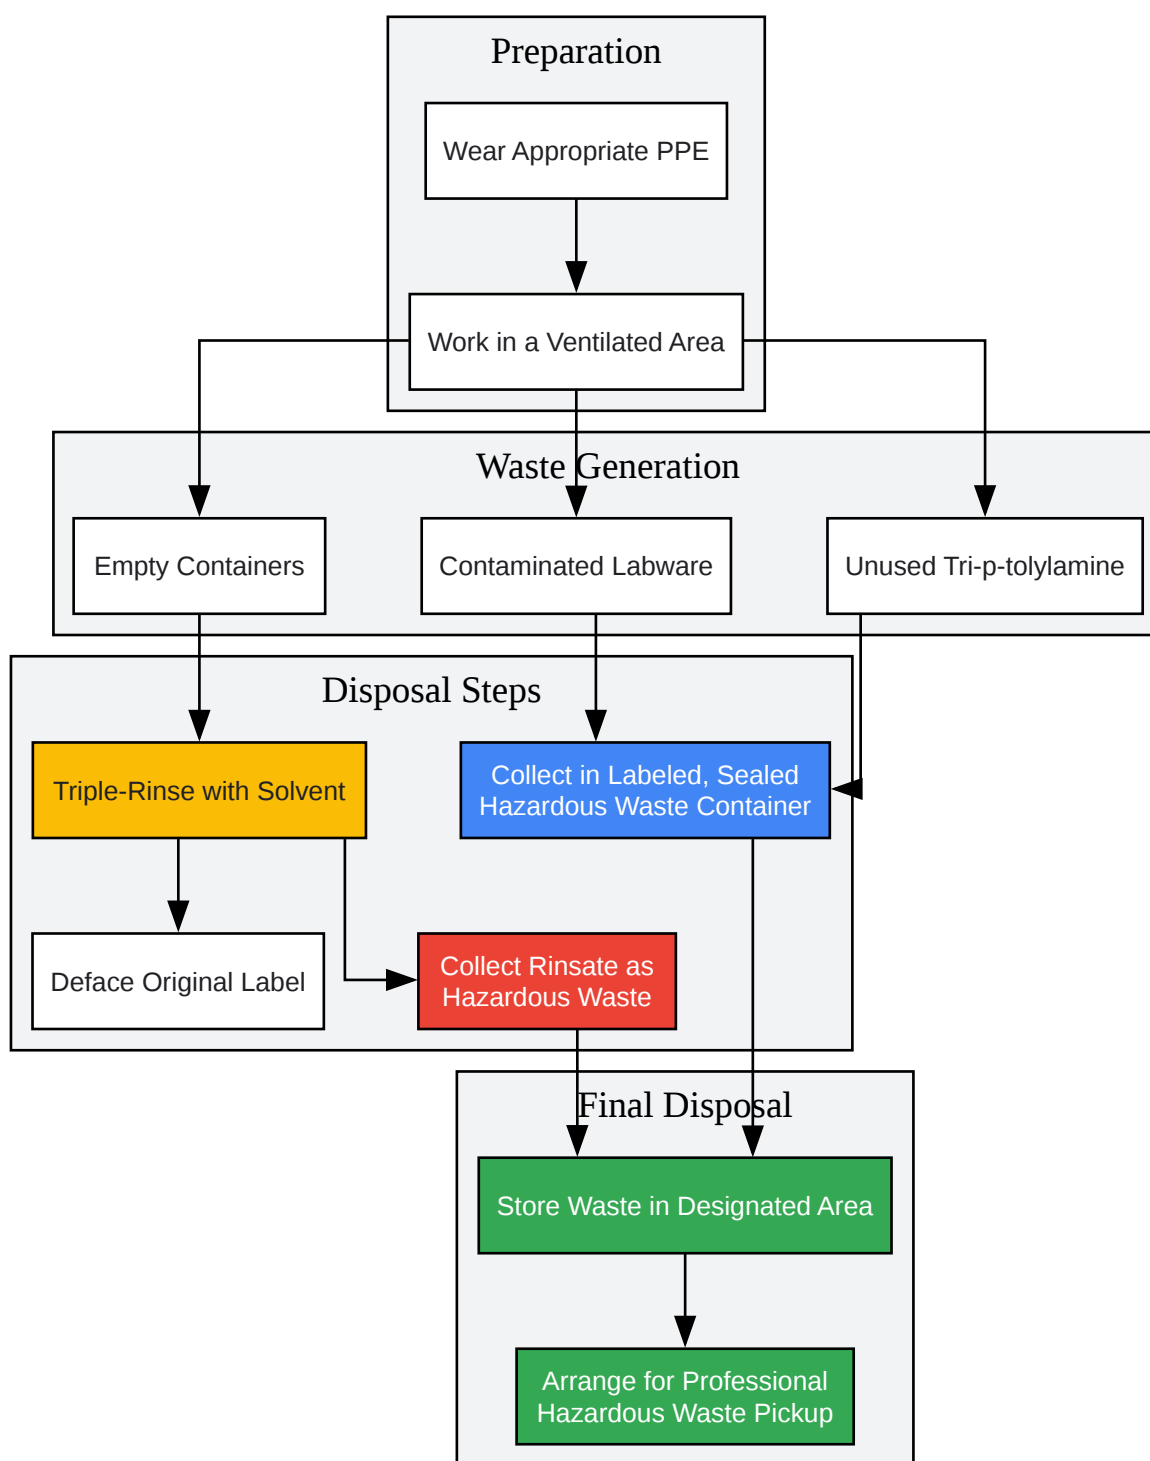 Preparation
Wear Appropriate PPE
Work in a Ventilated Area
Waste Generation
Empty Containers
Contaminated Labware
Unused Tri-p-tolylamine
Disposal Steps
Triple-Rinse with Solvent
Collect in Labeled, Sealed
Hazardous Waste Container
Deface Original Label
Collect Rinsate as
Hazardous Waste
Final Disposal
Store Waste in Designated Area
Arrange for Professional
Hazardous Waste Pickup